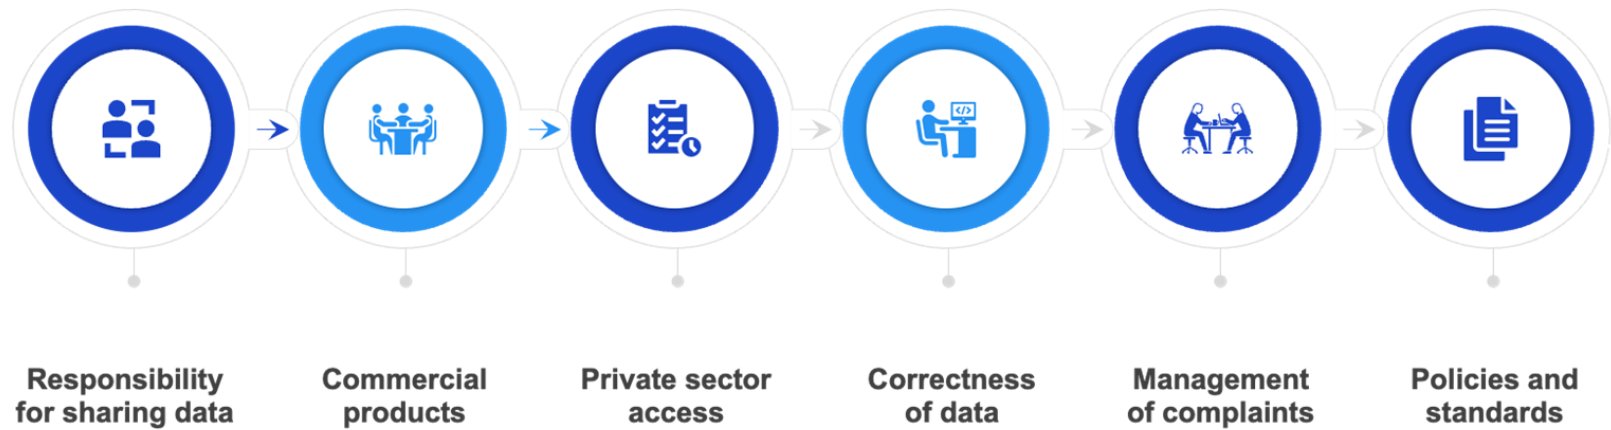 </>
Responsibility
for sharing data
Commercial
products
Private sector
access
Correctness
of data
Management
of complaints
Policies and
standards